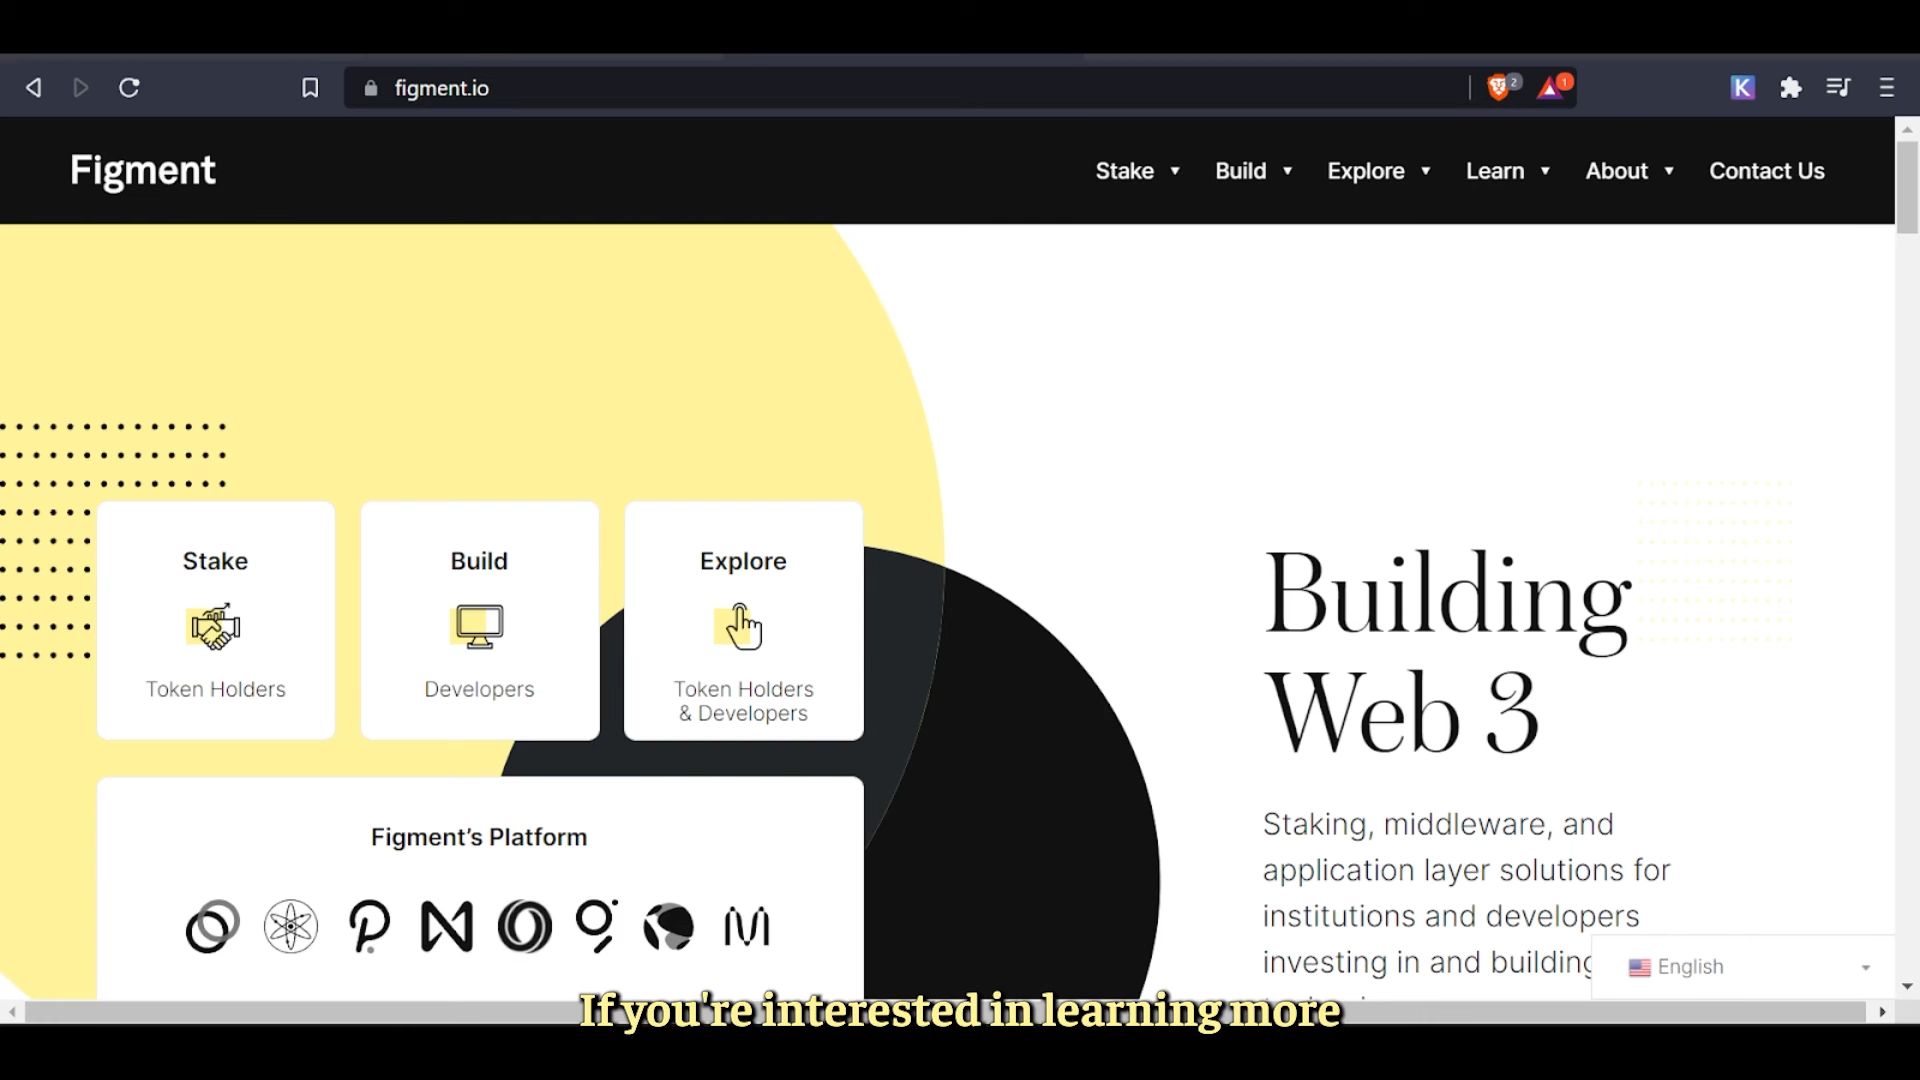 figment.io
2
1
K
Figment
Stake
Build
Explore
Learn
About
Contact Us
Stake
Token Holders
Build
Developers
Explore
Token Holders
& Developers
Figment's Platform
Building
Web 3
Staking, middleware, and
application layer solutions for
institutions and developers
investing in and building
English
If you're interested in learning more